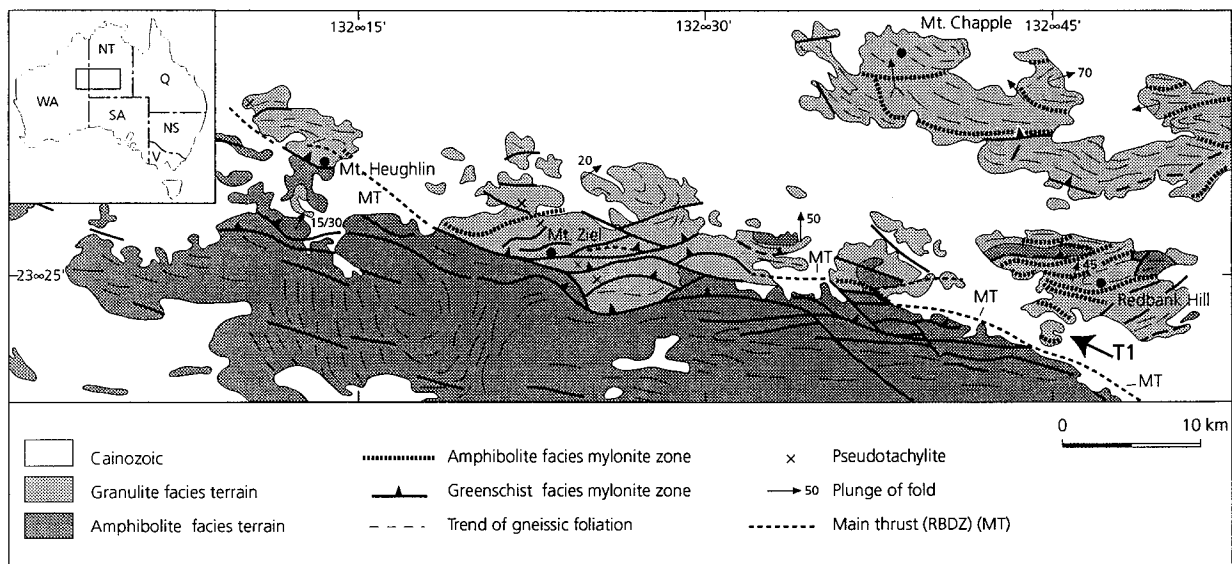 132∞15
132∞30
Mt. Chapple
132∞45
NT
WA
Q
SA
NS
V
70
Mt. Heughlin
MT
20
15/30
50
Mt. Ziel
MT
23∞25
Redbank Hill
MT
T1
MT
0 10 km
Cainozoic
Granulite facies terrain
Amphibolite facies terrain
Amphibolite facies mylonite zone
Greenschist facies mylonite zone
Trend of gneissic foliation
Pseudotachylite
50 Plunge of fold
Main thrust (RBDZ) (MT)